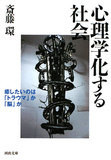 斎藤 環
心理学化する
社会
癒したいのは
「トラウマ」か
「脳」か
河出文庫